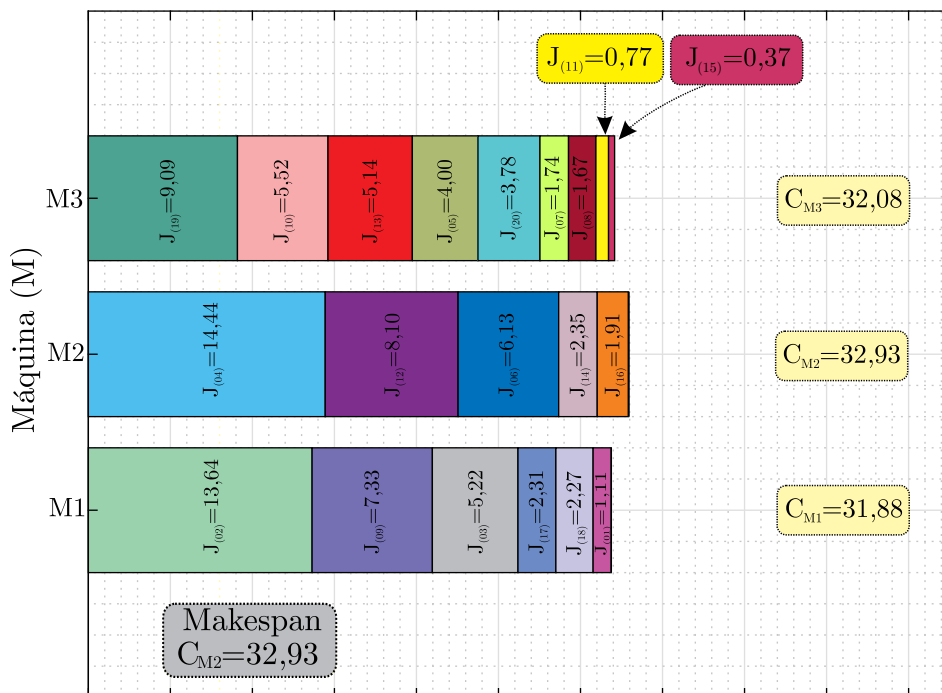 J(11)=0,77
J(15)=0,37
Máquina (M)
M3
J(19)=9,09
J(10)=5,52
J(13)=5,14
J(05)=4,00
J(20)=3,78
J(07)=1,74
J(08)=1,67
CM3=32,08
M2
J(04)=14,44
J(12)=8,10
J(06)=6,13
J(14)=2,35
J(16)=1,91
CM2=32,93
M1
J(02)=13,64
J(09)=7,33
J(03)=5,22
J(17)=2,31
J(18)=2,27
J(01)=1,11
CM1=31,88
Makespan
CM2=32,93